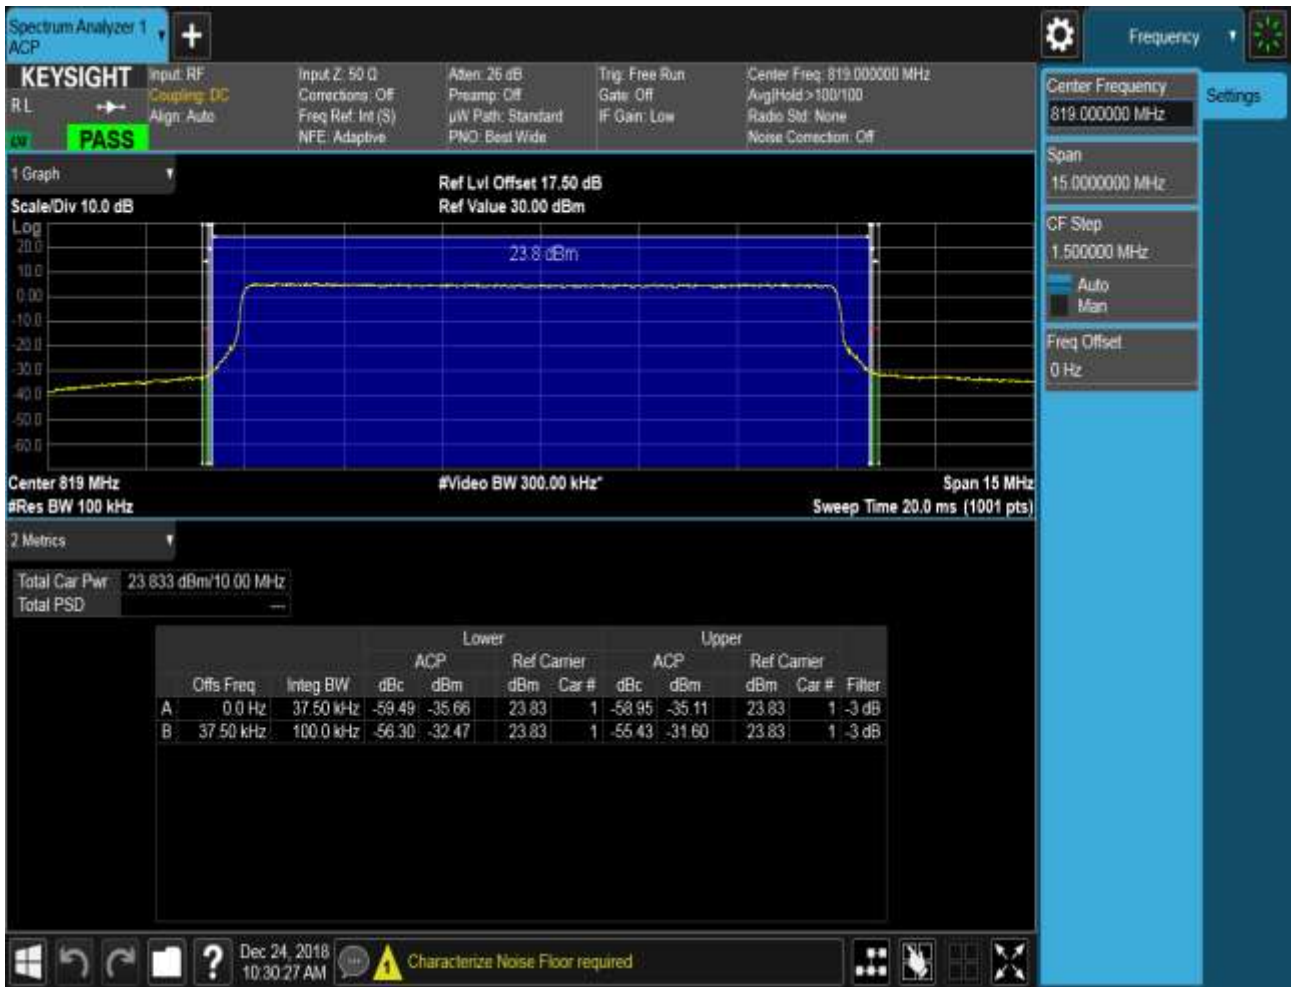 Spectrum Analyzer 1
ACP
Frequency
KEYSIGHT
R L
PASS
Input: RF
Coupling: DC
Align: Auto
Input Z: 50 Ω
Corrections: Off
Freq Ref: Int (S)
NFE: Adaptive
Atten: 26 dB
Preamp: Off
µW Path: Standard
PNO: Best Wide
Trig: Free Run
Gate: Off
IF Gain: Low
Center Freq: 819.000000 MHz
Avg|Hold:>100/100
Radio Std: None
Noise Correction: Off
Center Frequency
819.000000 MHz
Settings
Span
15.0000000 MHz
CF Step
1.500000 MHz
Auto
Man
Freq Offset
0 Hz
1 Graph
Scale/Div 10.0 dB
Ref Lvl Offset 17.50 dB
Ref Value 30.00 dBm
Log
20.0
10.0
0.00
-10.0
-20.0
-30.0
-40.0
-50.0
-60.0
23.8 dBm
Center 819 MHz
#Video BW 300.00 kHz*
Span 15 MHz
#Res BW 100 kHz
Sweep Time 20.0 ms (1001 pts)
2 Metrics
Total Car Pwr 23.833 dBm/10.00 MHz
Total PSD ---
Lower Upper
ACP Ref Carrier ACP Ref Carrier
Offs Freq Integ BW dBc dBm dBm Car # dBc dBm dBm Car # Filter
A 0.0 Hz 37.50 kHz -59.49 -35.66 23.83 1 -58.95 -35.11 23.83 1 -3 dB
B 37.50 kHz 100.0 kHz -56.30 -32.47 23.83 1 -55.43 -31.60 23.83 1 -3 dB
Dec 24, 2018
10:30:27 AM
1
Characterize Noise Floor required